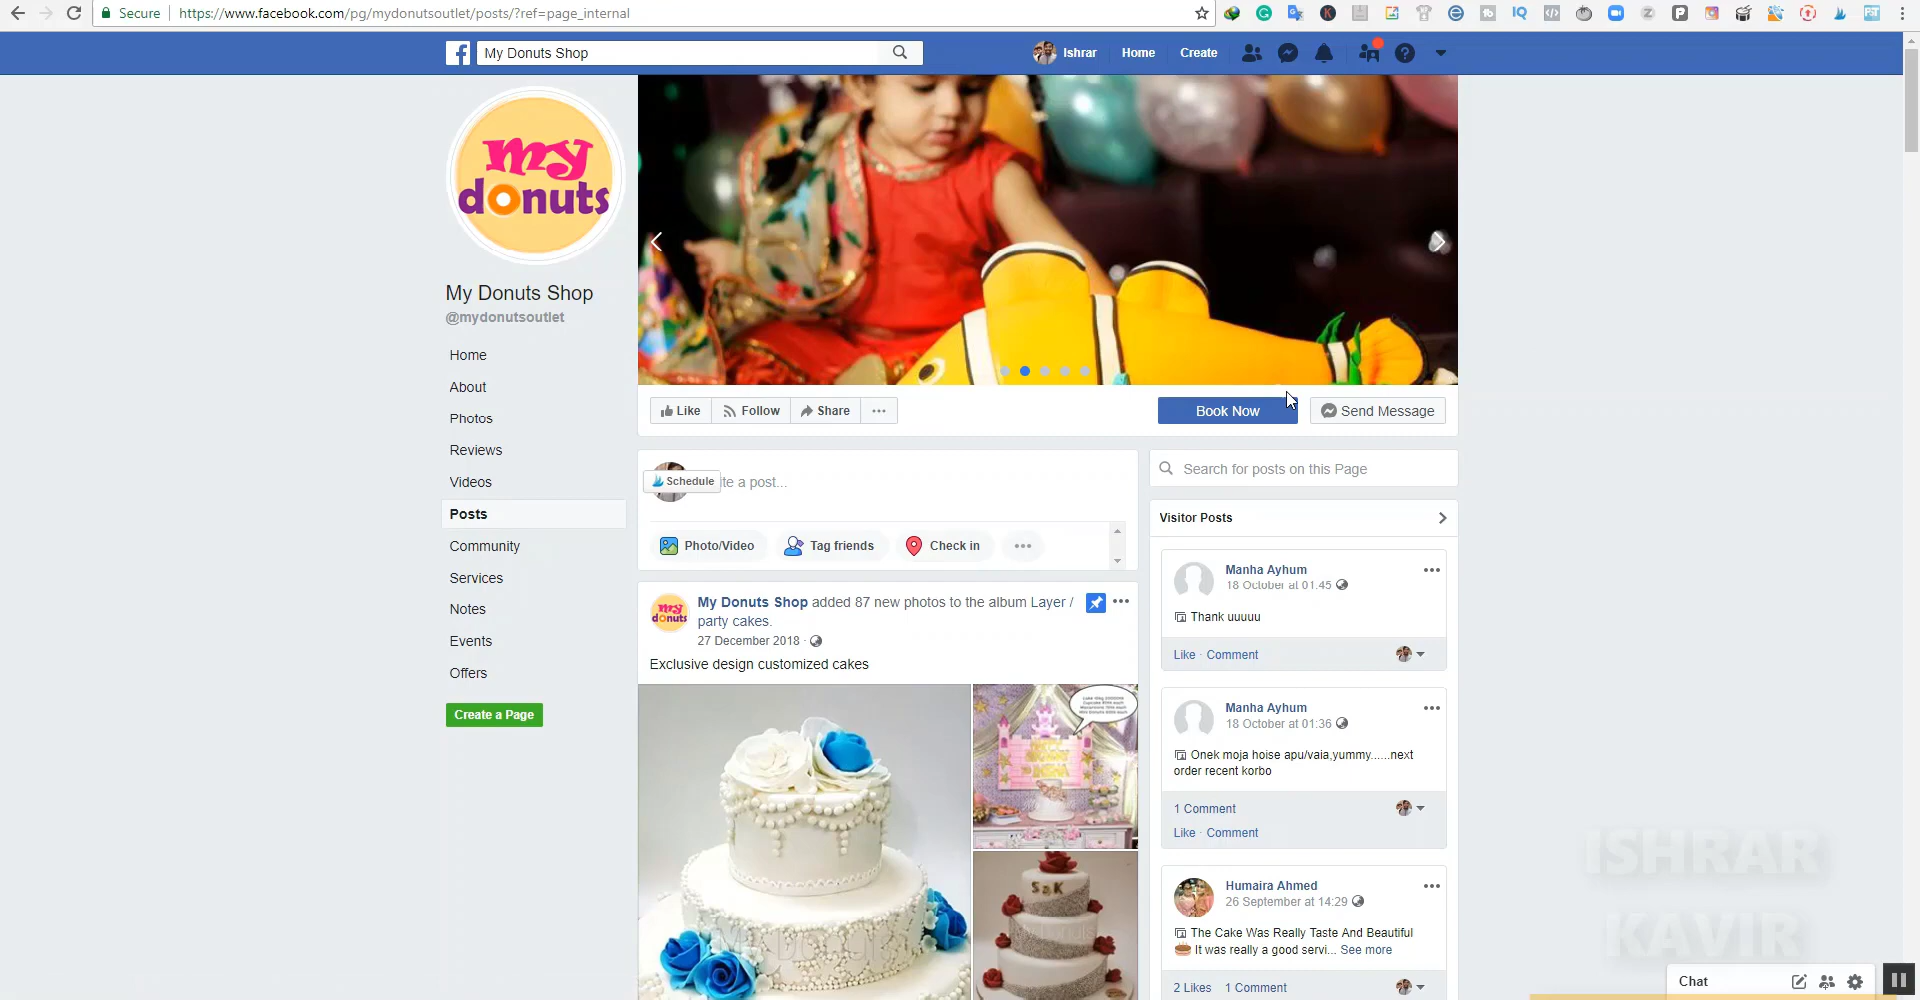 Secure
https://www.facebook.com/pg/mydonutsoutlet/posts/?ref=page_internal
My Donuts Shop
Ishrar
Home
Create
my
donuts
My Donuts Shop
@mydonutsoutlet
Home
About
Photos
Reviews
Videos
Posts
Community
Services
Notes
Events
Offers
Create a Page
Like
Follow
Share
Book Now
Send Message
Schedule
ite a post...
Photo/Video
Tag friends
Check in
my
donuts
My Donuts Shop added 87 new photos to the album Layer /
party cakes.
27 December 2018 ·
Exclusive design customized cakes
S&K
Search for posts on this Page
Visitor Posts
Manha Ayhum
18 October at 01:45
Thank uuuuu
Like · Comment
Manha Ayhum
18 October at 01:36
Onek moja hoise apu/vaia,yummy......next
order recent korbo
1 Comment
Like · Comment
Humaira Ahmed
26 September at 14:29
The Cake Was Really Taste And Beautiful
It was really a good servi... See more
2 Likes 1 Comment
ISHRAR
KAVIR
Chat